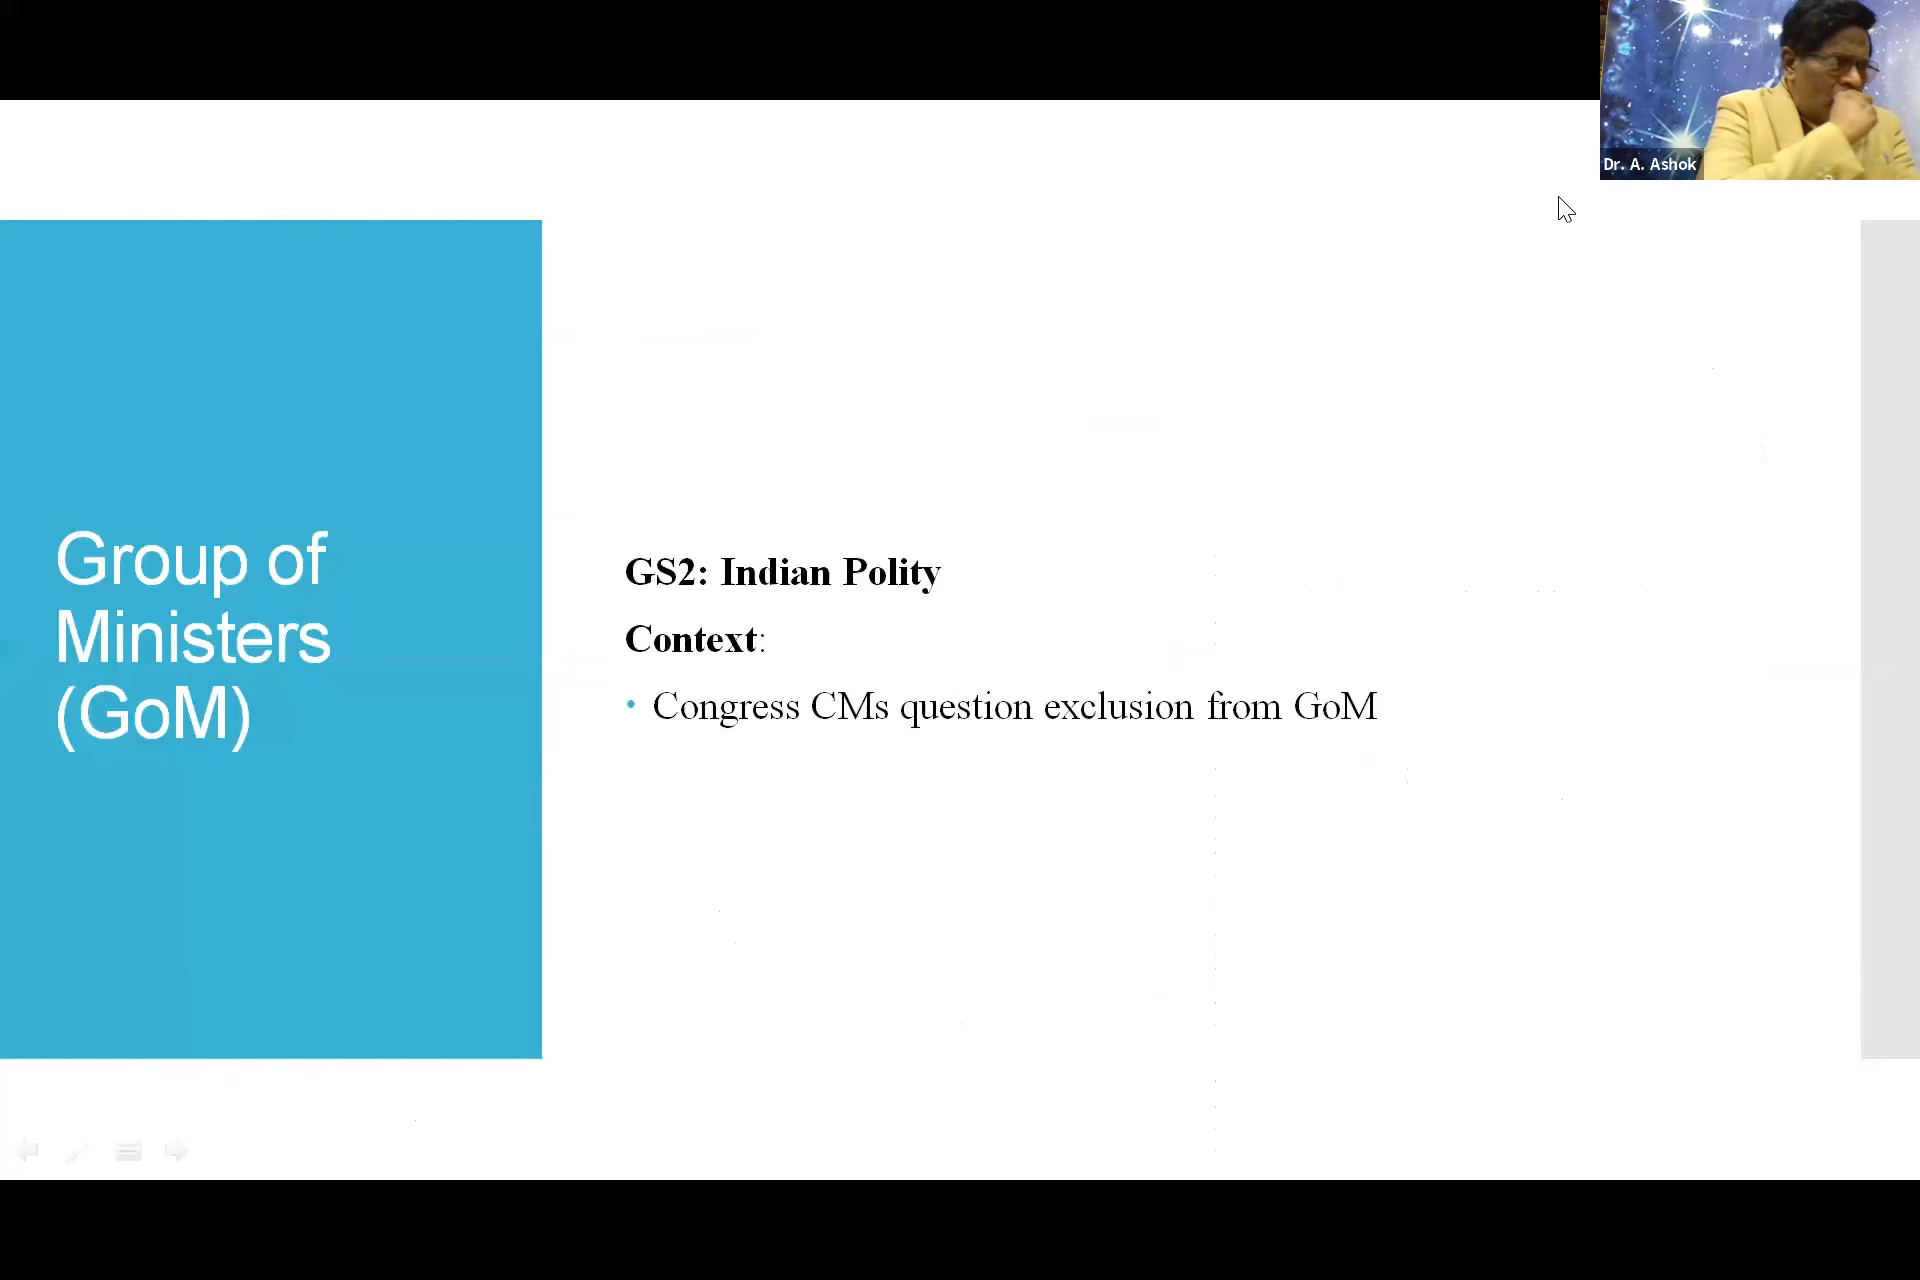 Dr. A. Ashok
Group of
Ministers
(GoM)
GS2: Indian Polity
Context:
• Congress CMs question exclusion from GoM